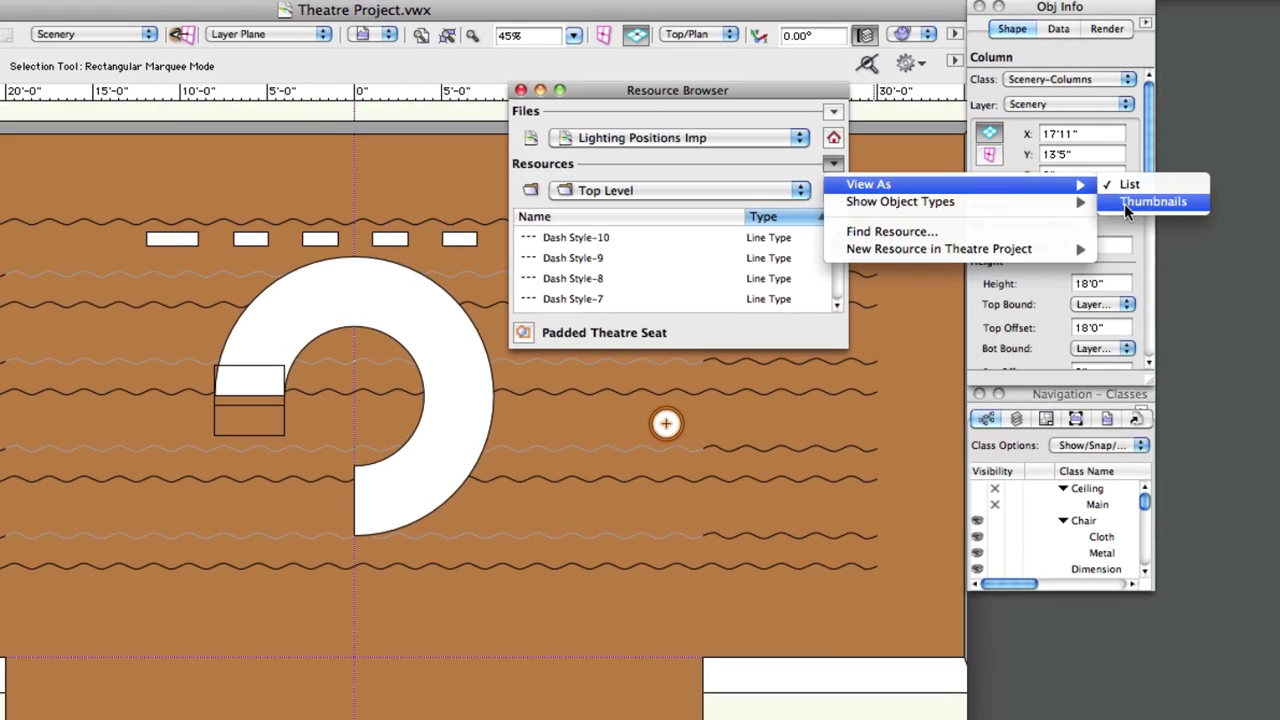 Theatre Project.vwx
Obj Info
Scenery
Layer Plane
45%
Top/Plan
0.00°
Shape
Data
Render
Selection Tool: Rectangular Marquee Mode
Column
Class:
Scenery-Columns
Layer:
Scenery
20'-0"
15'-0"
10'-0"
5'-0"
0"
5'-0"
30'-0"
Resource Browser
Files
Lighting Positions Imp
Resources
Top Level
Name
Type
Dash Style-10
Line Type
Dash Style-9
Line Type
Dash Style-8
Line Type
Dash Style-7
Line Type
Padded Theatre Seat
X:
17'11"
Y:
13'5"
View As
Show Object Types
Find Resource...
New Resource in Theatre Project
✓ List
Thumbnails
Height:
18'0"
Top Bound:
Layer...
Top Offset:
18'0"
Bot Bound:
Layer...
Navigation - Classes
Class Options:
Show/Snap/...
Visibility
Class Name
Ceiling
Main
Chair
Cloth
Metal
Dimension